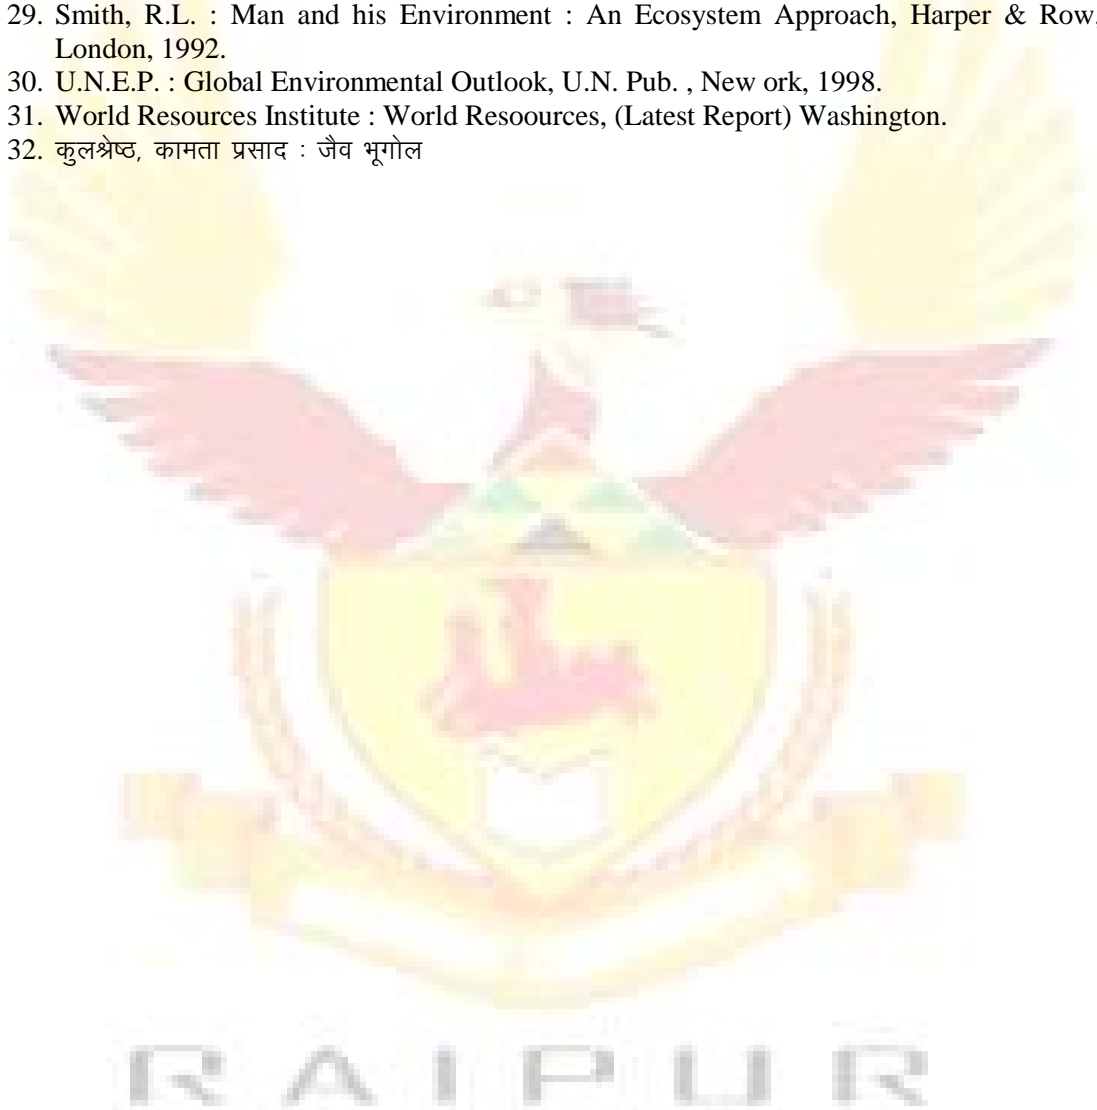 29. Smith, R.L. : Man and his Environment : An Ecosystem Approach, Harper & Row,
London, 1992.
30. U.N.E.P. : Global Environmental Outlook, U.N. Pub. , New ork, 1998.
31. World Resources Institute : World Resoources, (Latest Report) Washington.
32. कुलश्रेष्ठ, कामता प्रसाद : जैव भूगोल
RAIPUR